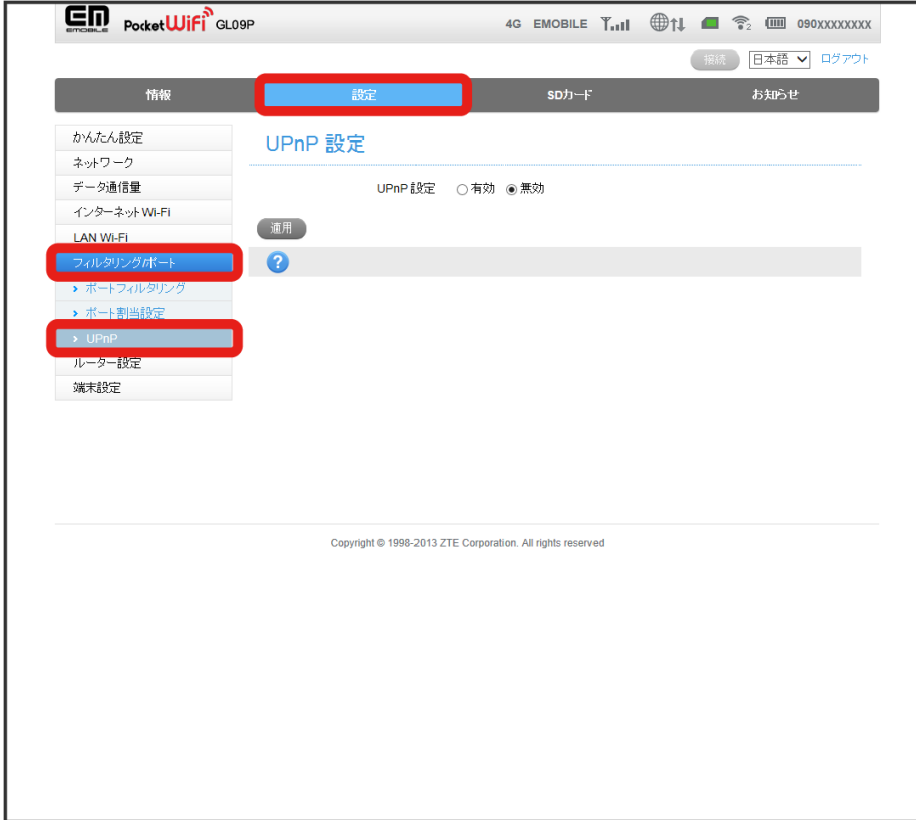 EM
EMOBILE
PocketWiFi GL09P
4G EMOBILE 2 090XXXXXXXX
接続 日本語 ログアウト
情報 設定 SDカード お知らせ
かんたん設定
ネットワーク
データ通信量
インターネット Wi-Fi
LAN Wi-Fi
フィルタリング/ポート
ポートフィルタリング
ポート割当設定
UPnP
ルーター設定
端末設定
UPnP 設定
UPnP 設定 有効 無効
適用
?
Copyright © 1998-2013 ZTE Corporation. All rights reserved